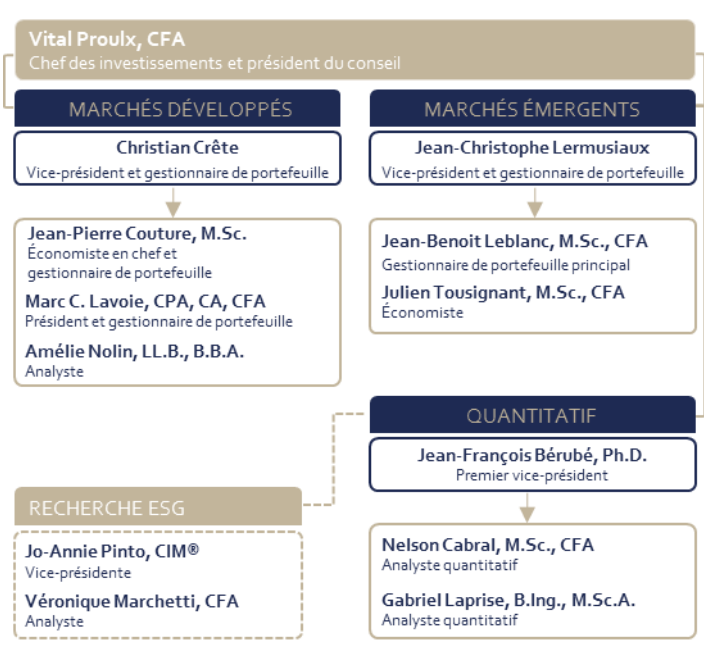 Vital Proulx, CFA
Chef des investissements et président du conseil
MARCHÉS DÉVELOPPÉS
Christian Crête
Vice-président et gestionnaire de portefeuille
Jean-Pierre Couture, M.Sc.
Économiste en chef et
gestionnaire de portefeuille
Marc C. Lavoie, CPA, CA, CFA
Président et gestionnaire de portefeuille
Amélie Nolin, LL.B., B.B.A.
Analyste
MARCHÉS ÉMERGENTS
Jean-Christophe Lermusiaux
Vice-président et gestionnaire de portefeuille
Jean-Benoit Leblanc, M.Sc., CFA
Gestionnaire de portefeuille principal
Julien Tousignant, M.Sc., CFA
Économiste
QUANTITATIF
Jean-François Bérubé, Ph.D.
Premier vice-président
Nelson Cabral, M.Sc., CFA
Analyste quantitatif
Gabriel Laprise, B.Ing., M.Sc.A.
Analyste quantitatif
RECHERCHE ESG
Jo-Annie Pinto, CIM®
Vice-présidente
Véronique Marchetti, CFA
Analyste